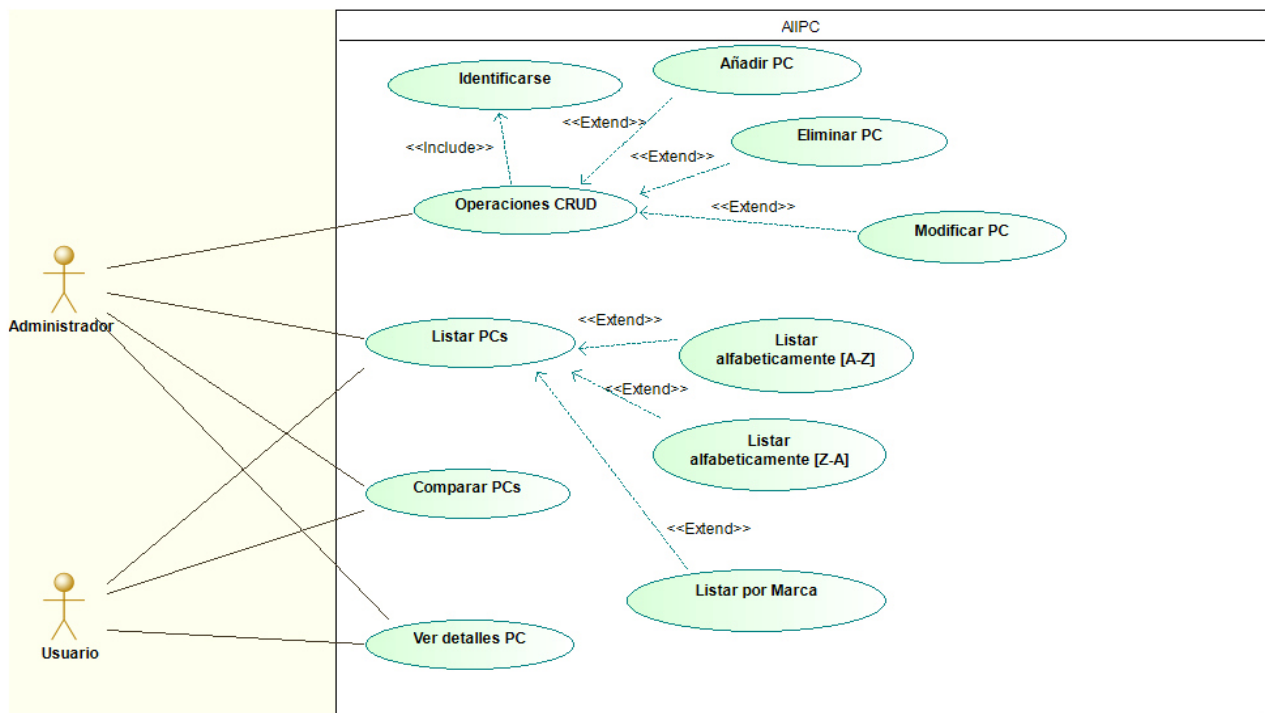 AllPC
Identificarse
Añadir PC
<<Extend>>
<<Include>>
Eliminar PC
<<Extend>>
Operaciones CRUD
<<Extend>>
Modificar PC
Administrador
Listar PCs
<<Extend>>
Listar
alfabeticamente [A-Z]
<<Extend>>
Listar
alfabeticamente [Z-A]
Comparar PCs
<<Extend>>
Listar por Marca
Ver detalles PC
Usuario